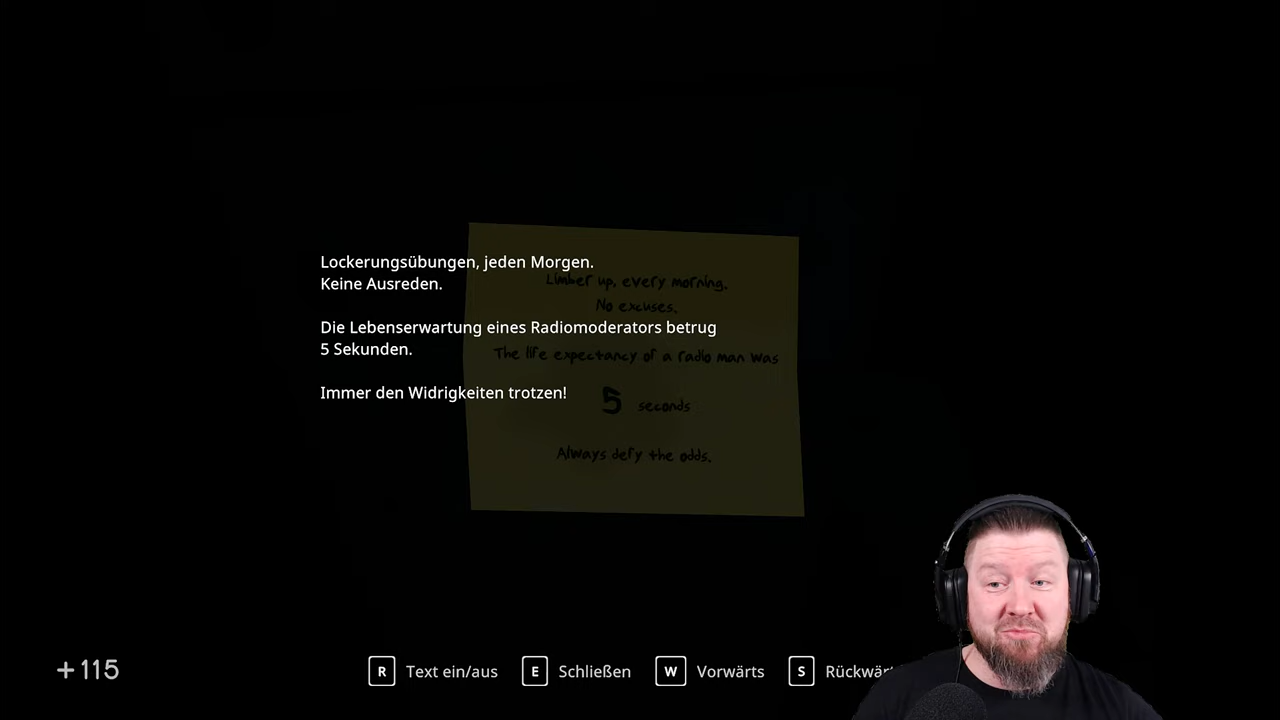 Lockerungsübungen, jeden Morgen.
Keine Ausreden.
Die Lebenserwartung eines Radiomoderators betrug
5 Sekunden.
Immer den Widrigkeiten trotzen!
Limber up, every morning.
No excuses.
The life expectancy of a radio man was
5 seconds
Always defy the odds.
+115
R Text ein/aus E Schließen W Vorwärts S Rückwärt